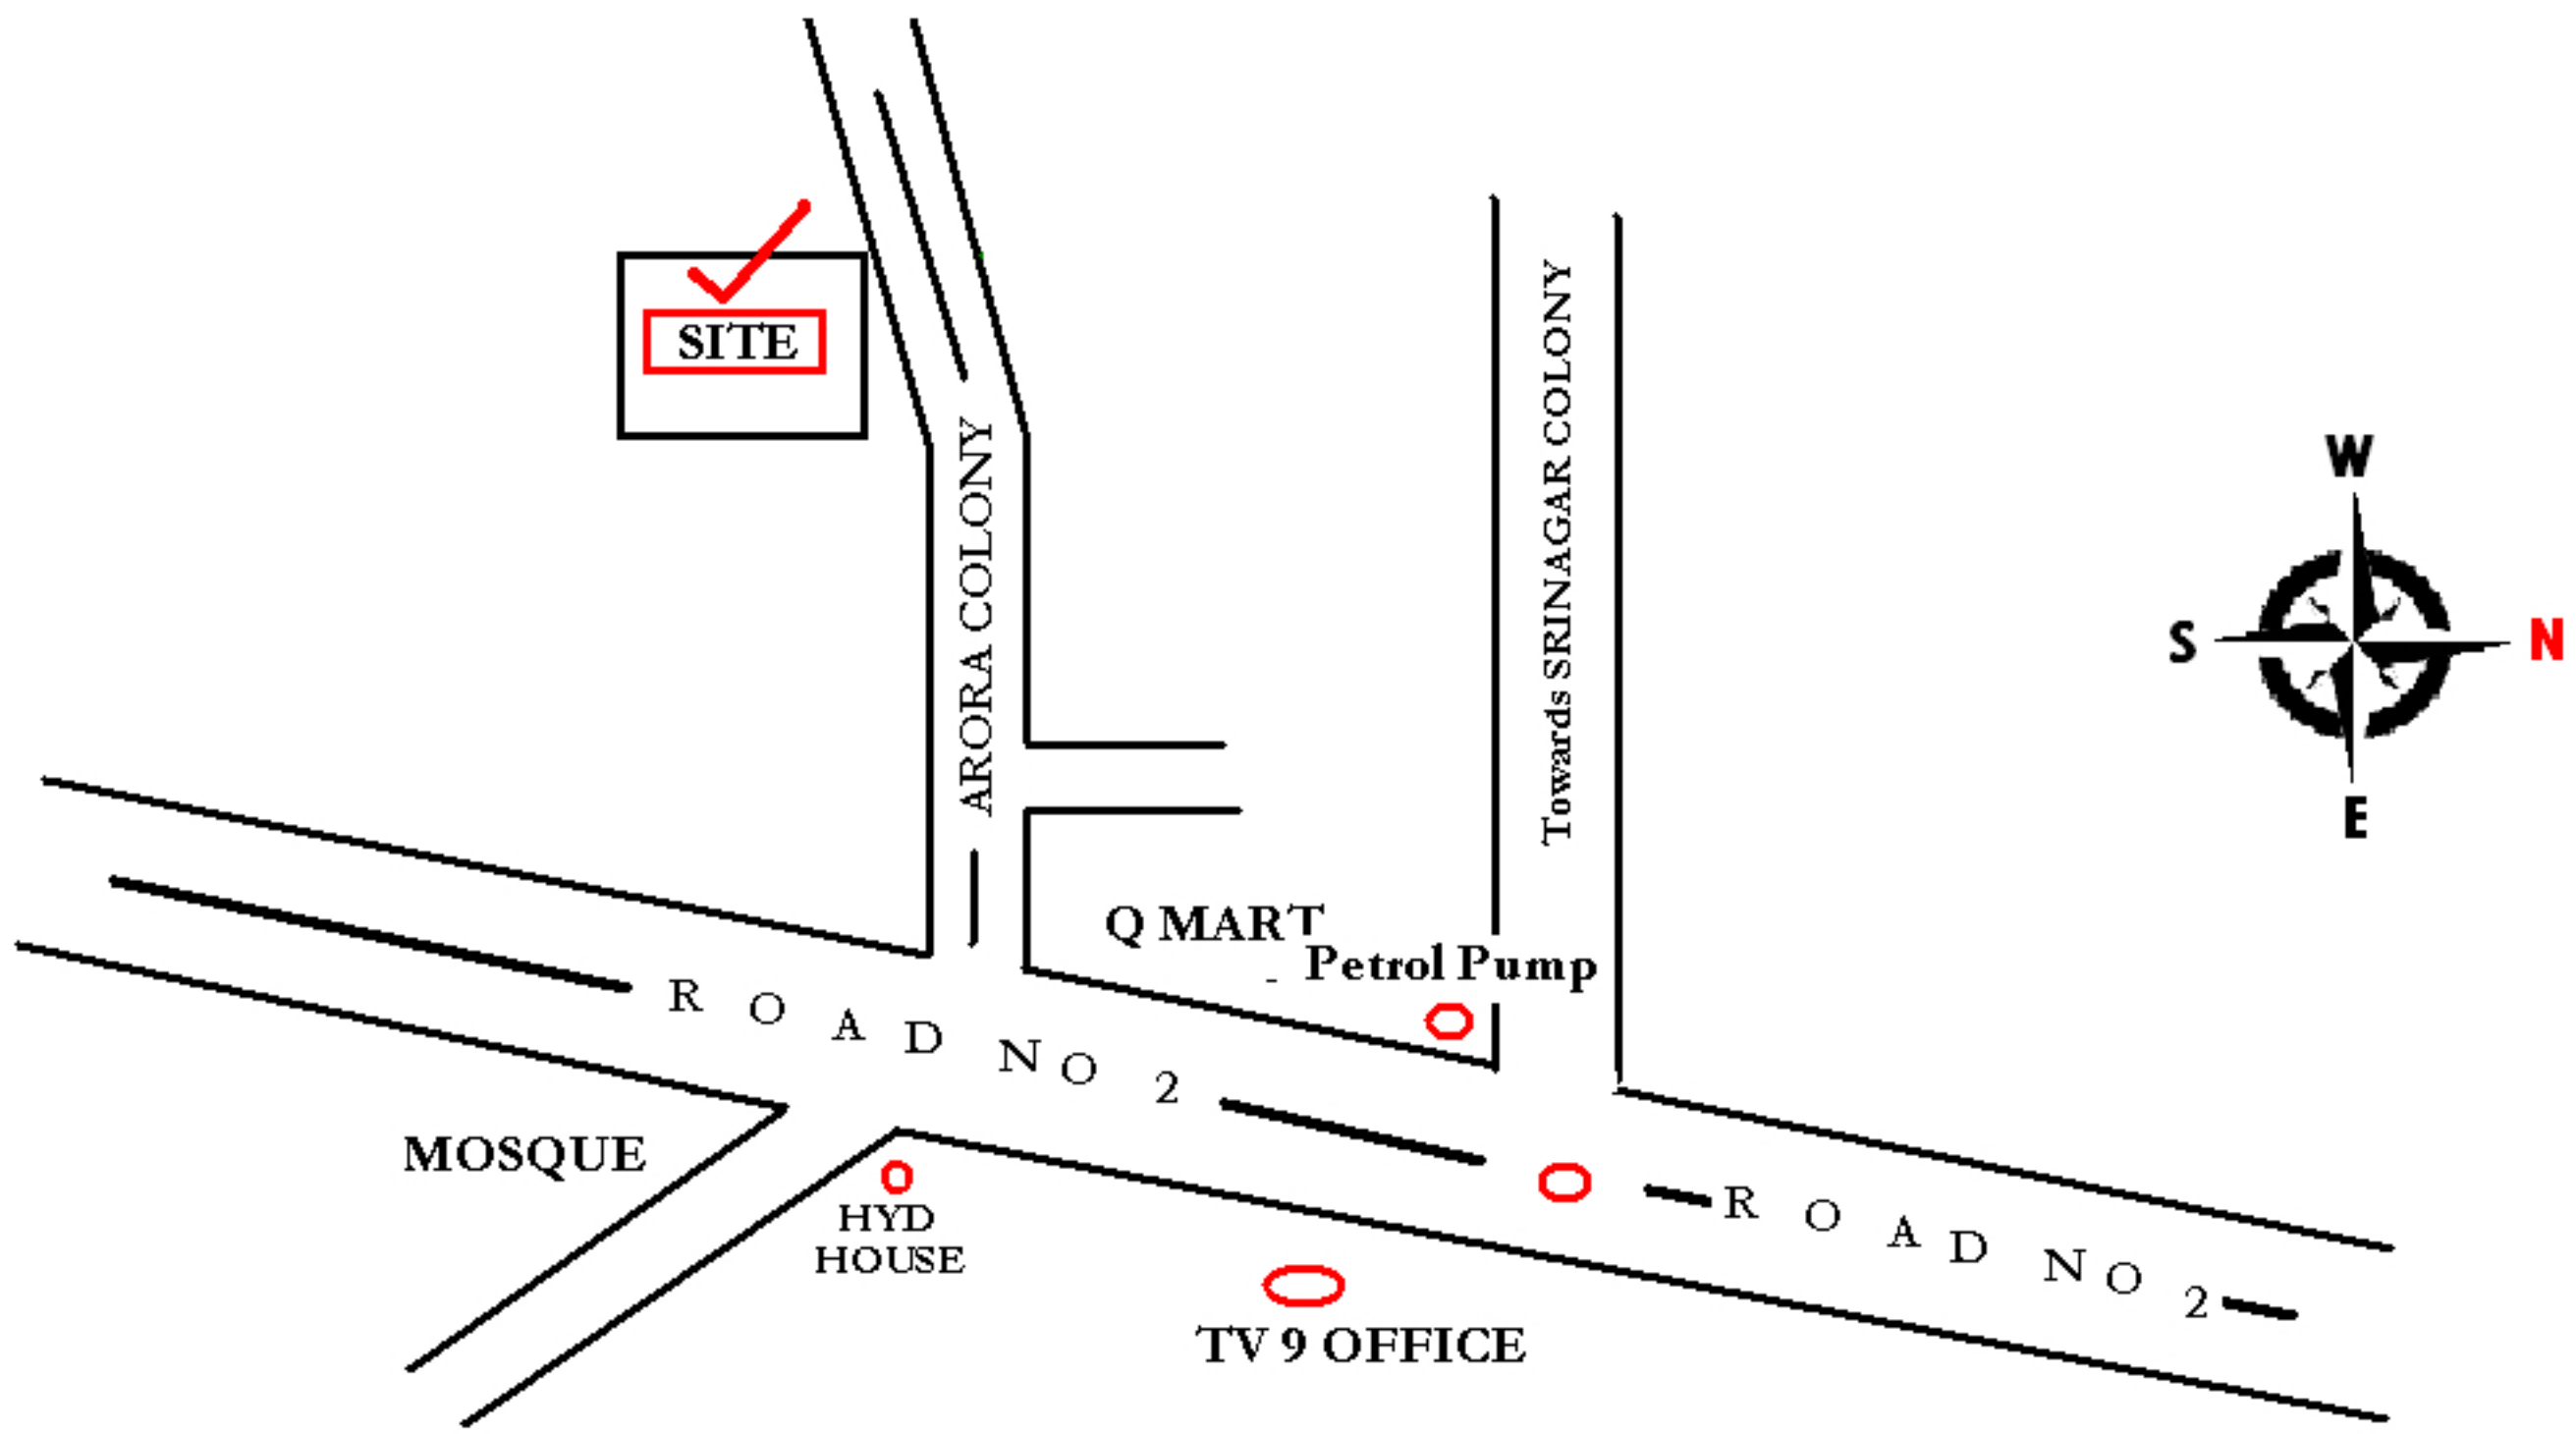 SITE
ARORA COLONY
Towards SRINAGAR COLONY
W
S
N
E
Q MART
Petrol Pump
ROAD NO 2
MOSQUE
HYD
HOUSE
ROAD NO 2
TV 9 OFFICE